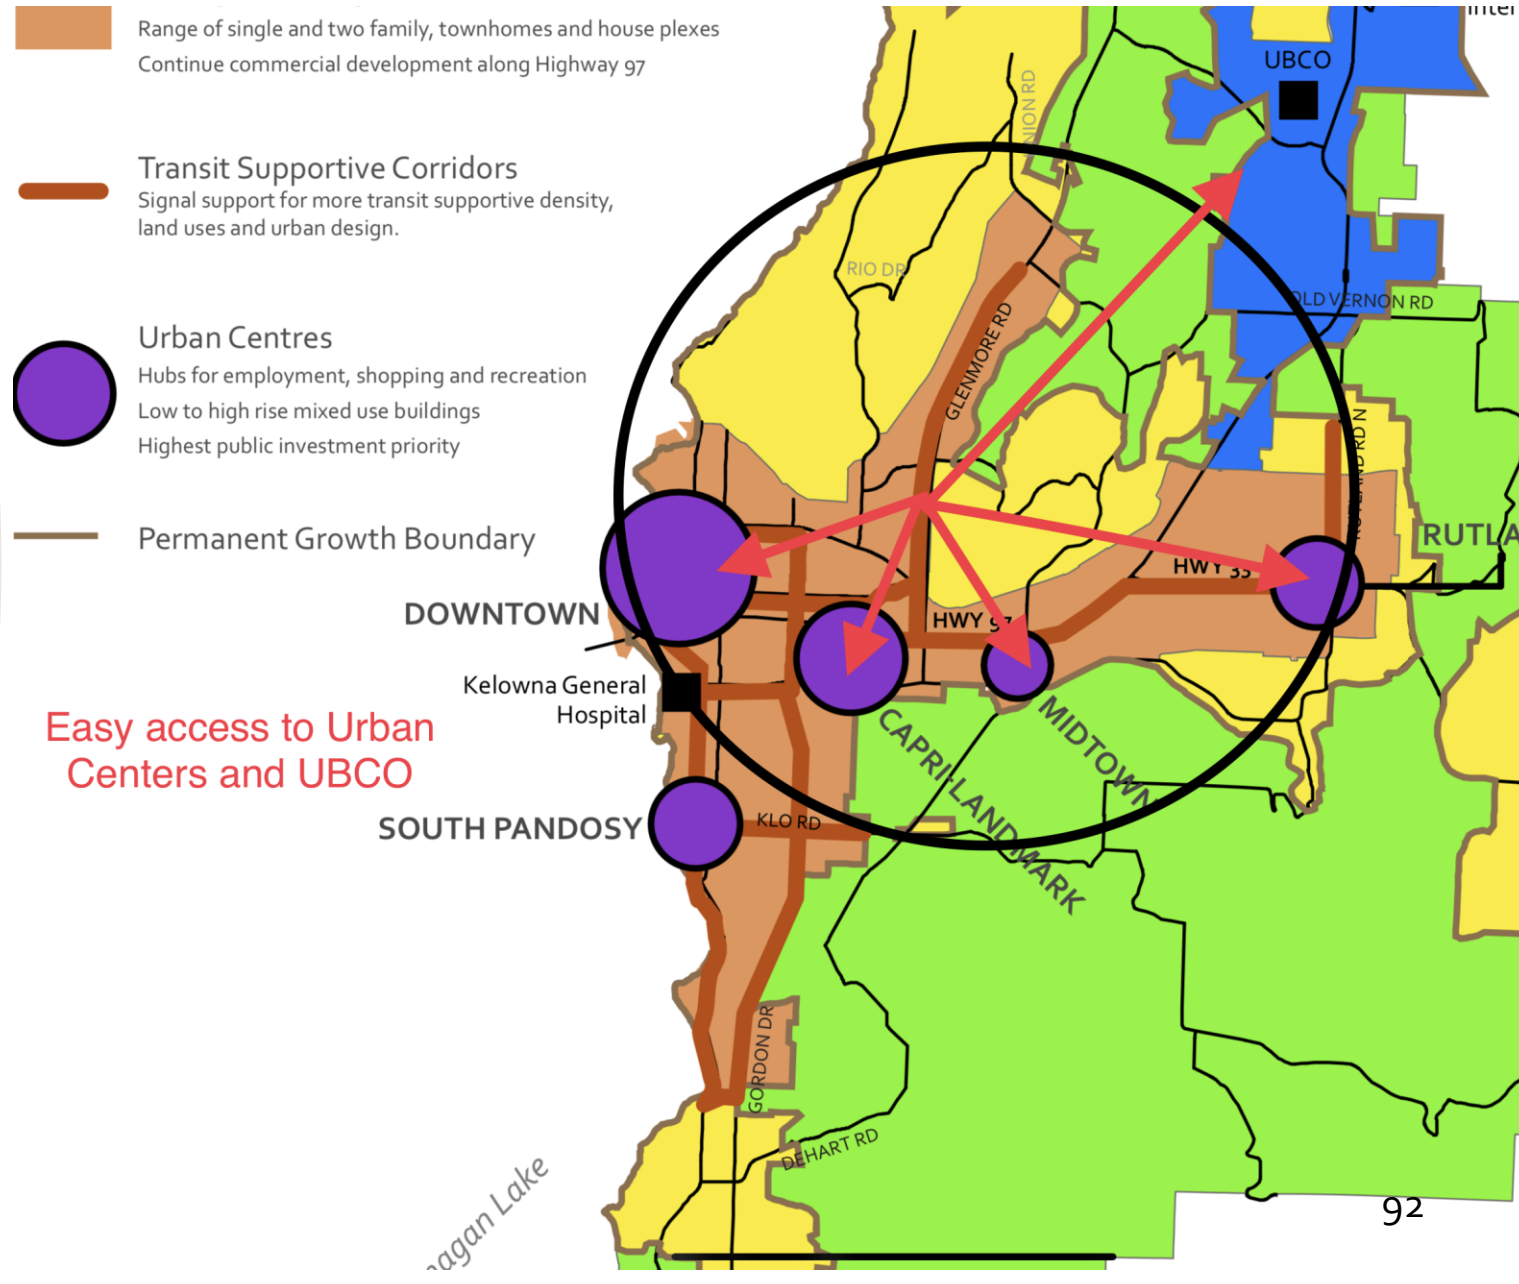 Range of single and two family, townhomes and house plexes
Continue commercial development along Highway 97
Transit Supportive Corridors
Signal support for more transit supportive density,
land uses and urban design.
Urban Centres
Hubs for employment, shopping and recreation
Low to high rise mixed use buildings
Highest public investment priority
Permanent Growth Boundary
Easy access to Urban
Centers and UBCO
UBCO
RIO DR
GLENMORE RD
OLD VERNON RD
RD N
HWY 33
HWY 97
DOWNTOWN
Kelowna General
Hospital
SOUTH PANDOSY
KLO RD
CAPRI-LANDMARK
MIDTOWN
GORDON DR
DEHART RD
Lake
92